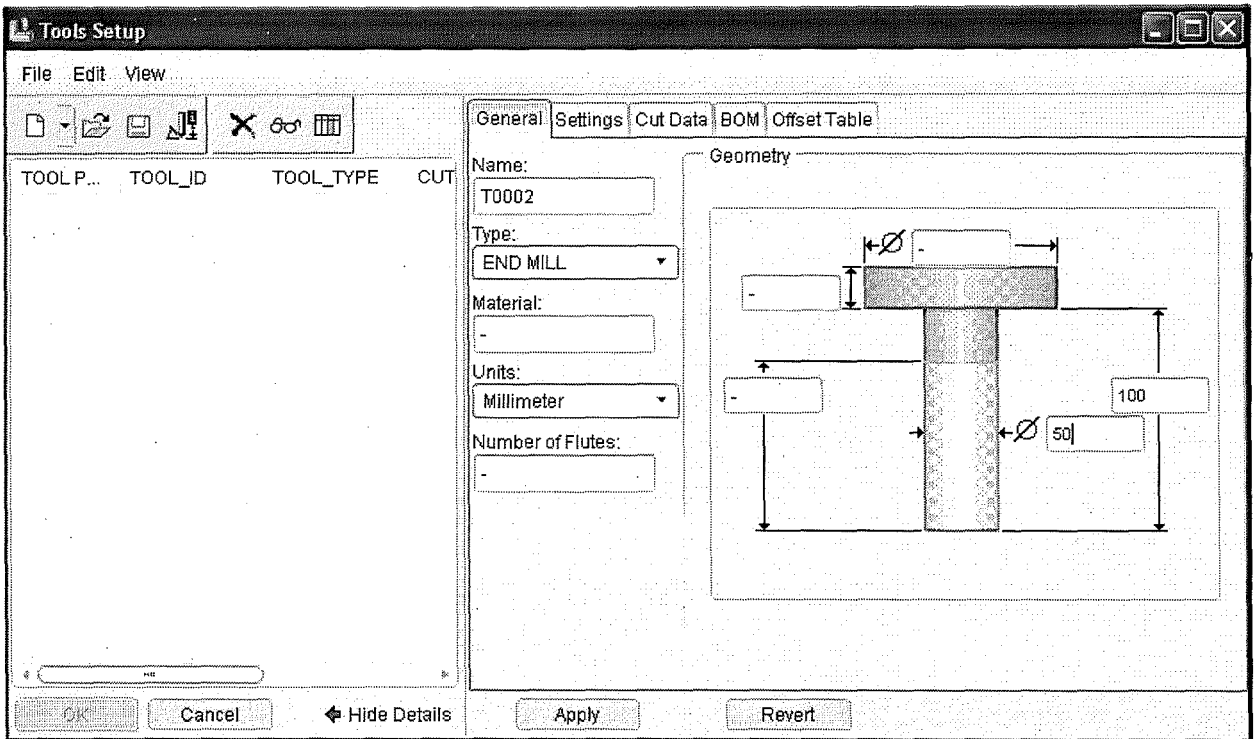 Tools Setup
File Edit View
TOOL P... TOOL_ID TOOL_TYPE CUT
General Settings Cut Data BOM Offset Table
Name:
T0002
Type:
END MILL
Material:
-
Units:
Millimeter
Number of Flutes:
-
Geometry
Ø -
-
-
100
Ø 50
OK Cancel Hide Details Apply Revert